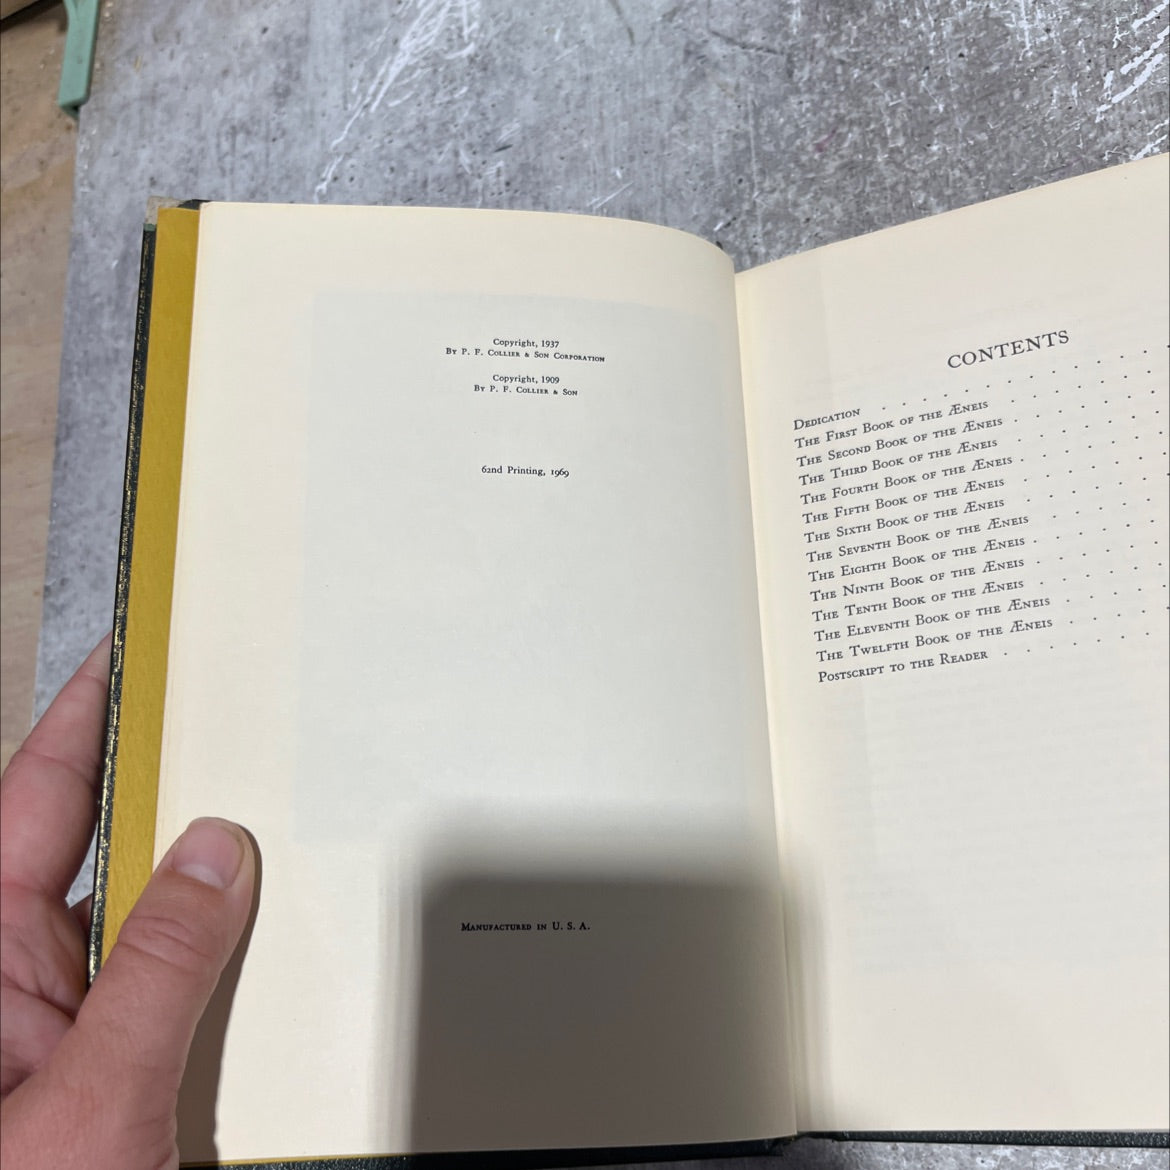 Copyright, 1937
By P. F. Collier & Son Corporation
Copyright, 1909
By P. F. Collier & Son
62nd Printing, 1969
Manufactured in U. S. A.
CONTENTS
Dedication
The First Book of the Æneis
The Second Book of the Æneis
The Third Book of the Æneis
The Fourth Book of the Æneis
The Fifth Book of the Æneis
The Sixth Book of the Æneis
The Seventh Book of the Æneis
The Eighth Book of the Æneis
The Ninth Book of the Æneis
The Tenth Book of the Æneis
The Eleventh Book of the Æneis
The Twelfth Book of the Æneis
Postscript to the Reader